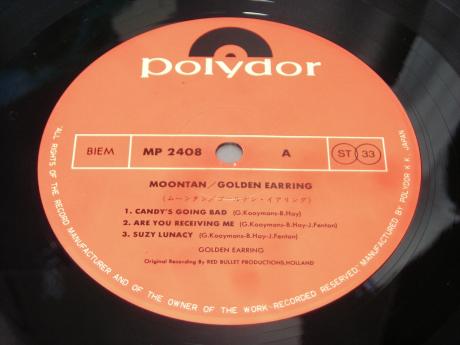 polydor
BIEM MP 2408 A ST 33
MOONTAN/GOLDEN EARRING
(ムーンタン/ゴールデン・イアリング)
1. CANDY'S GOING BAD (G.Kooymans-B.Hay)
2. ARE YOU RECEIVING ME (G.Kooymans-B.Hay-J.Fenton)
3. SUZY LUNACY (G.Kooymans-B.Hay-J.Fenton)
GOLDEN EARRING
Original Recording By RED BULLET PRODUCTIONS,HOLLAND
"ALL RIGHTS OF THE RECORD MANUFACTURER AND OF THE OWNER OF THE WORK RECORDED RESERVED" MANUFACTURED BY POLYDOR K.K. JAPAN